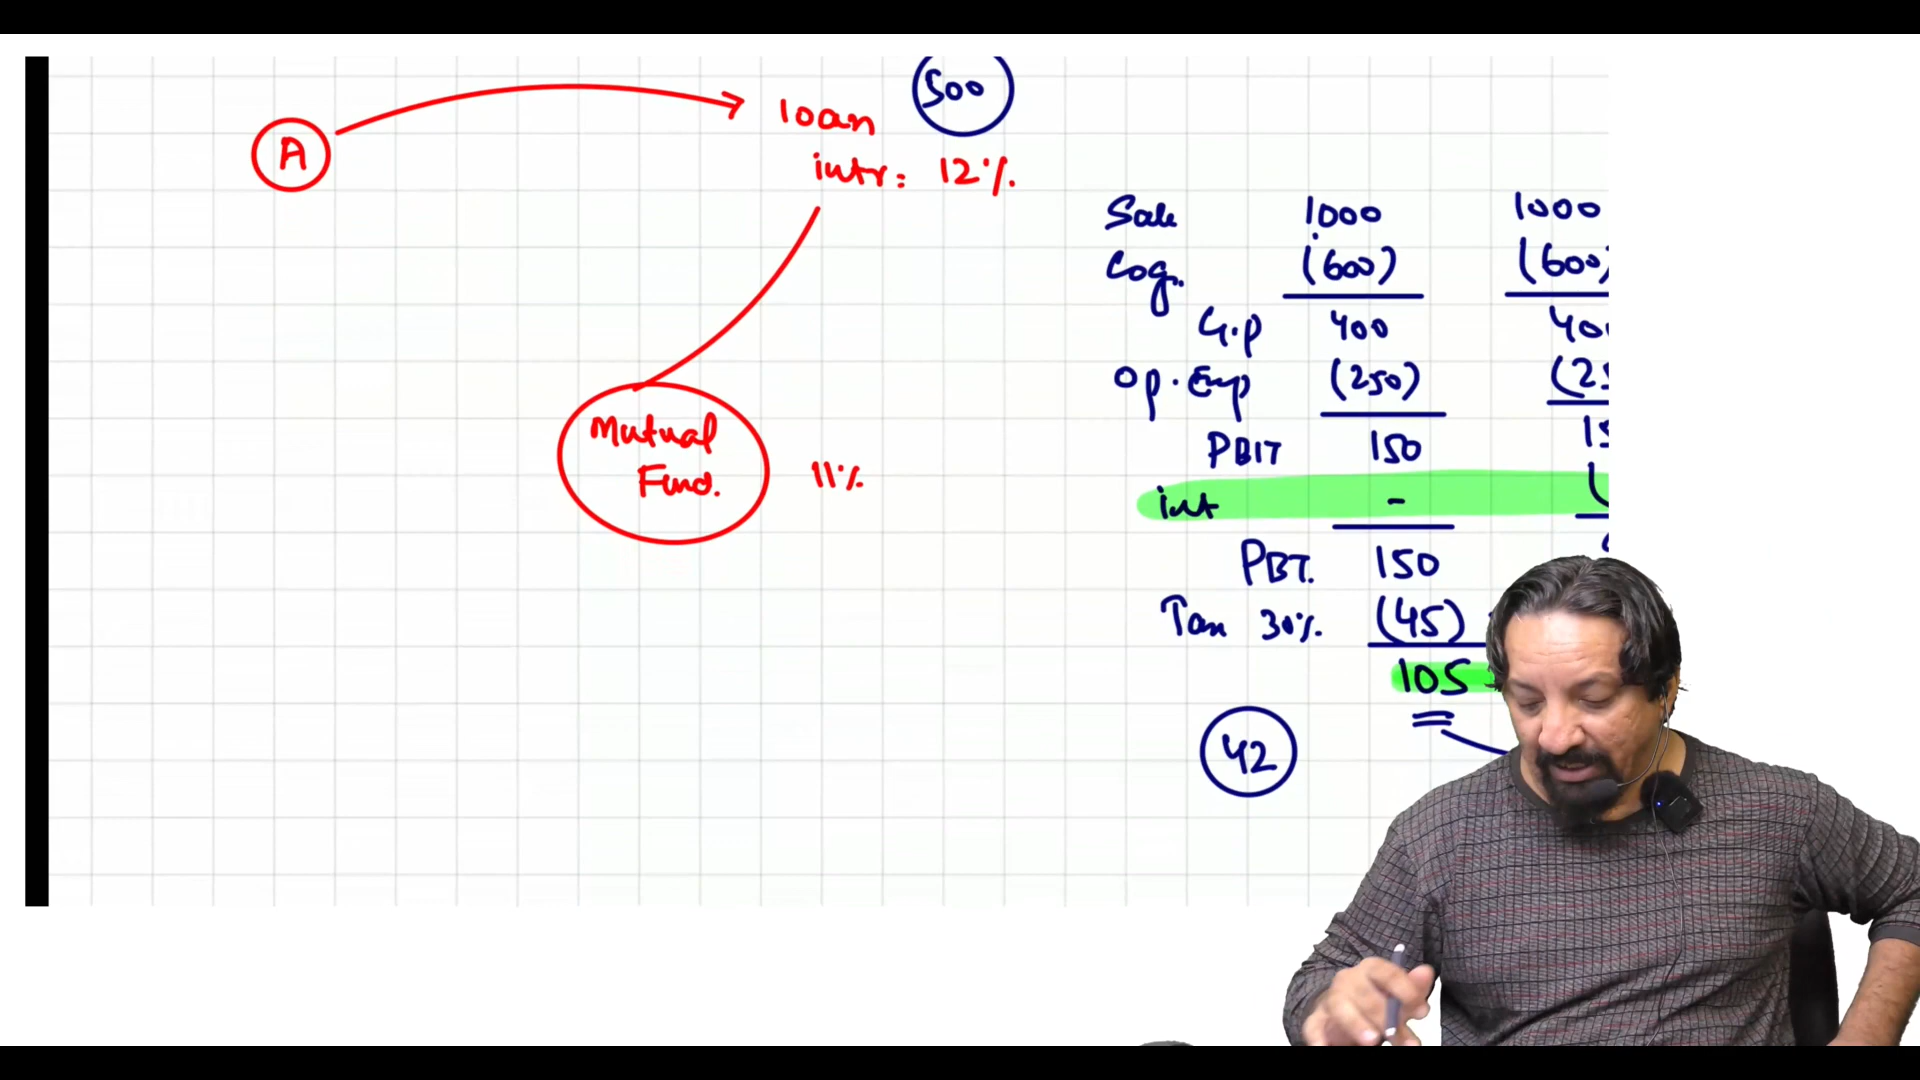 500
A
loan
intr: 12%.
Sale 1000 1000
Cog. (600) (600)
G.p 400
Op. Exp (250)
PBIT 150
int -
Mutual
Fund.
11%
PBT. 150
Tax 30%. (45)
105
42